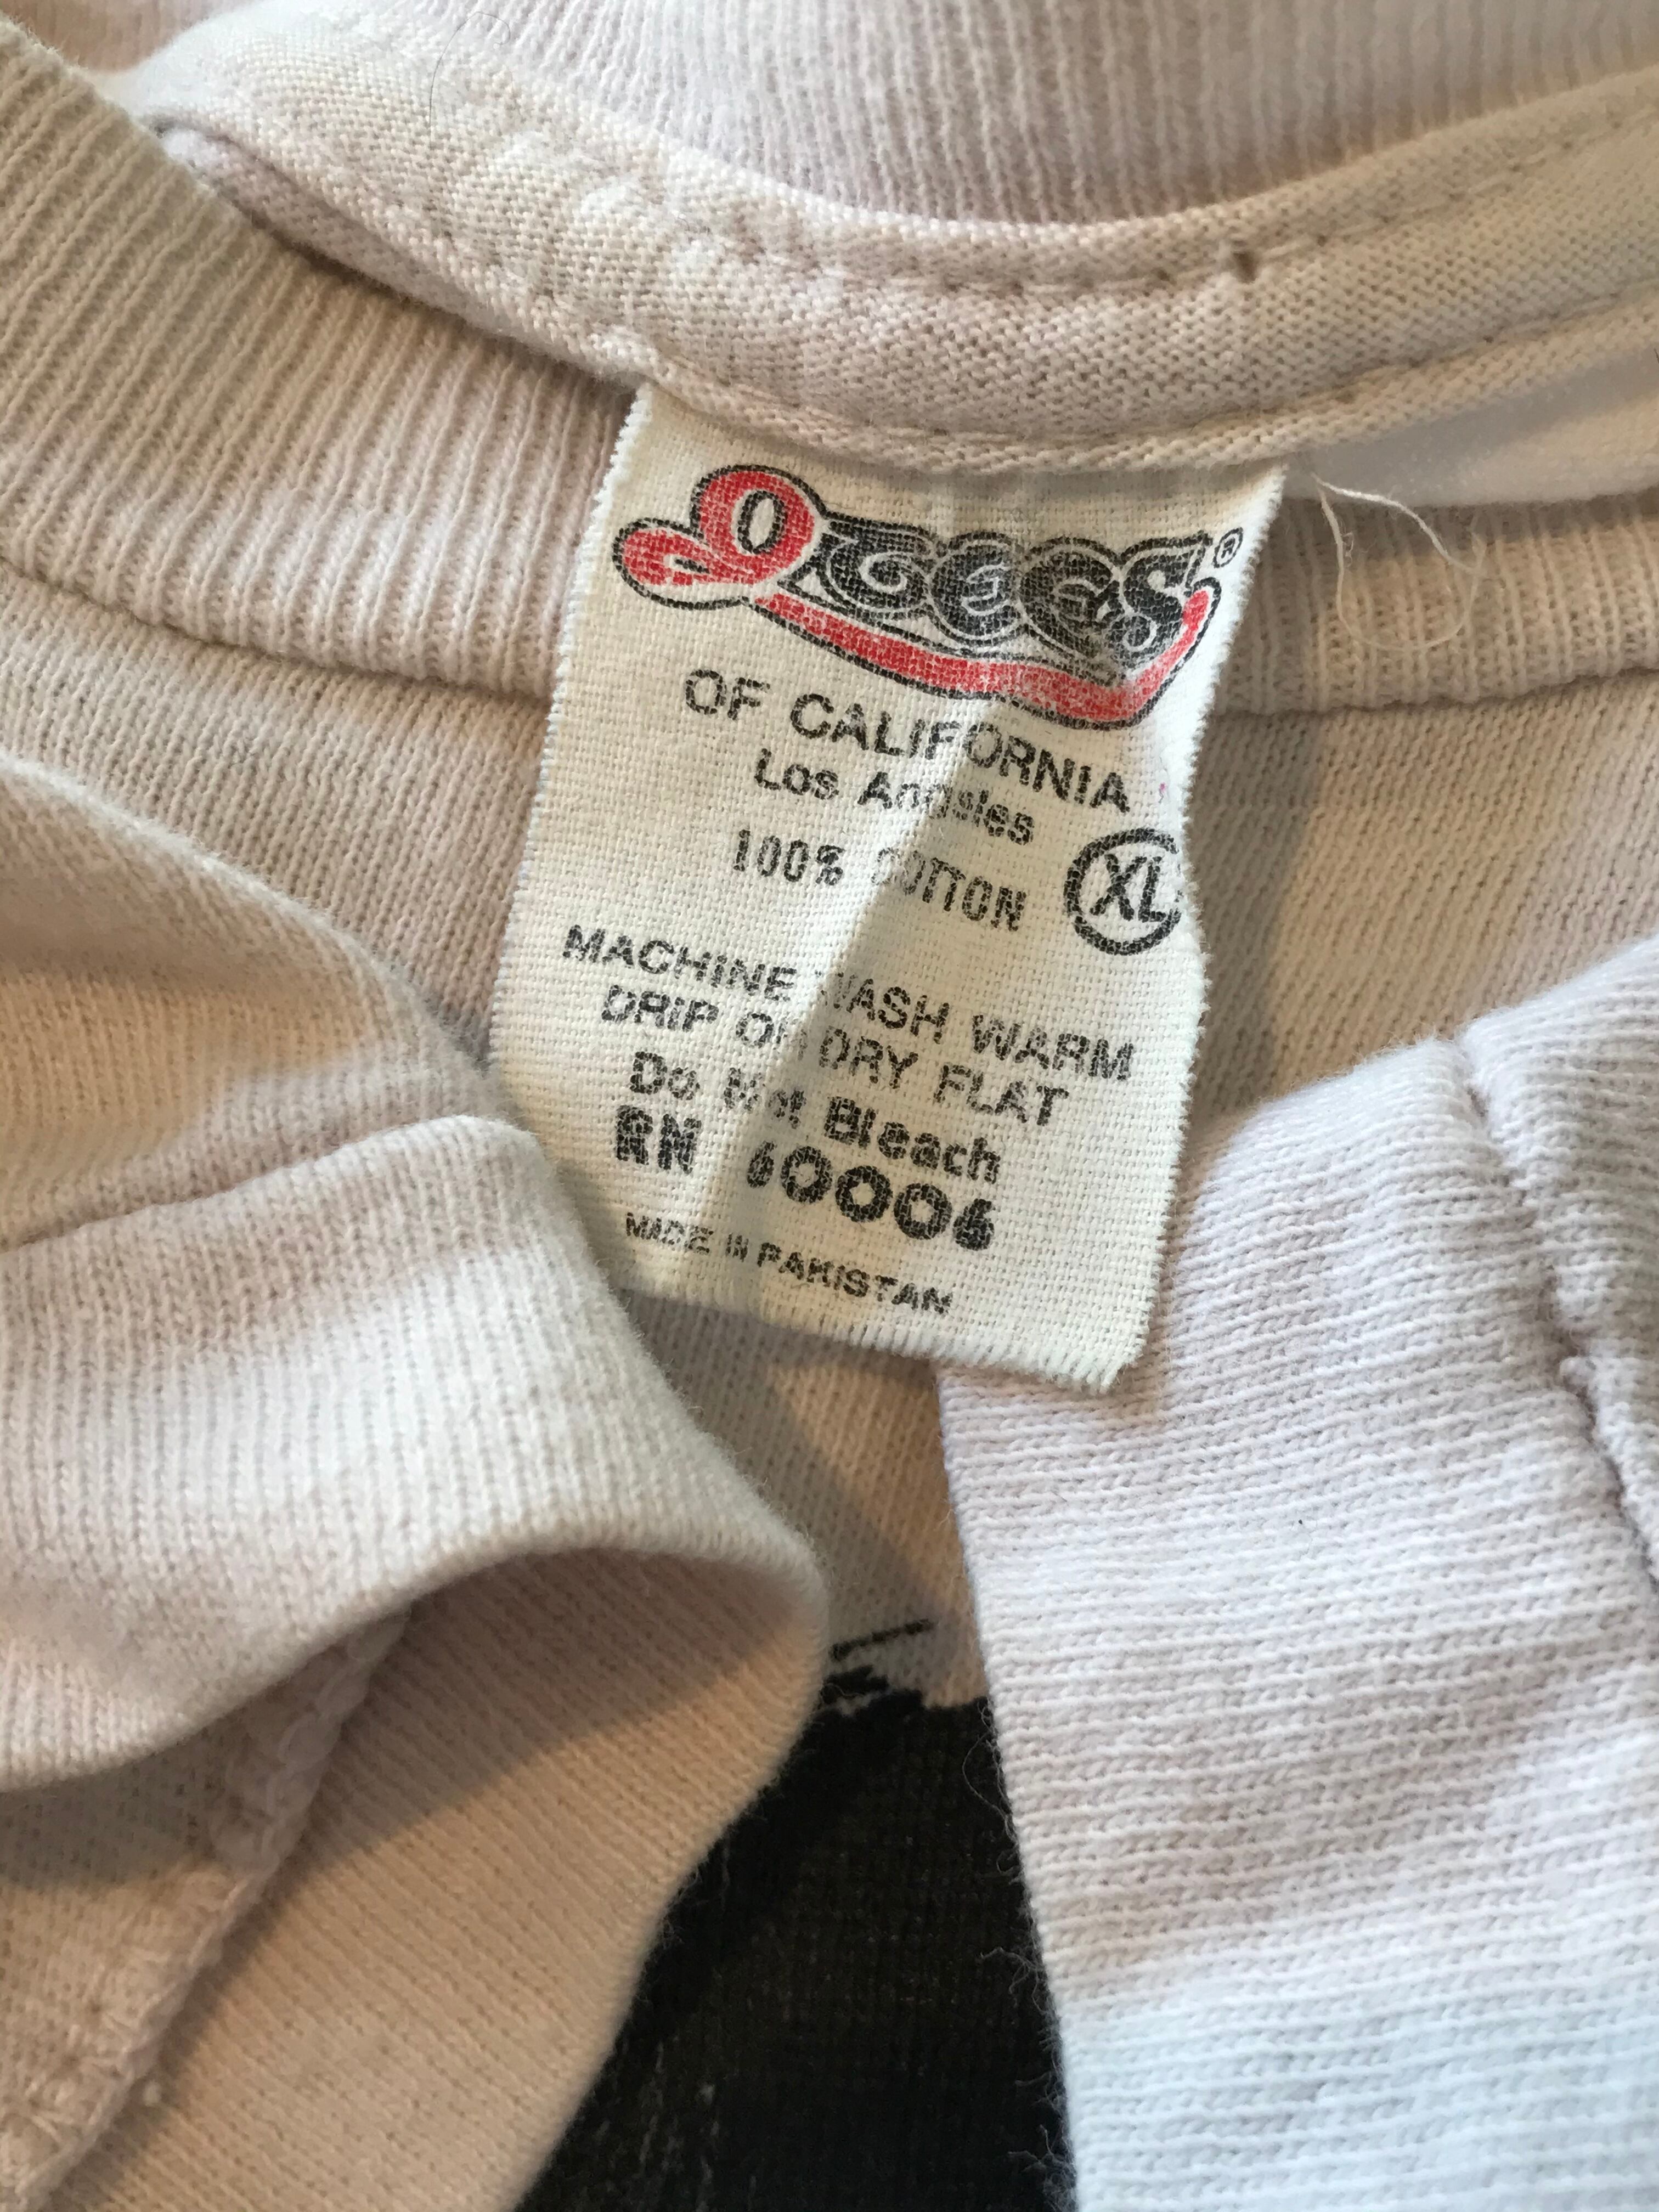 OGEES®
OF CALIFORNIA
Los Angeles
100% COTTON
XL
MACHINE WASH WARM
DRIP OR DRY FLAT
Do Not Bleach
RN 60006
MADE IN PAKISTAN